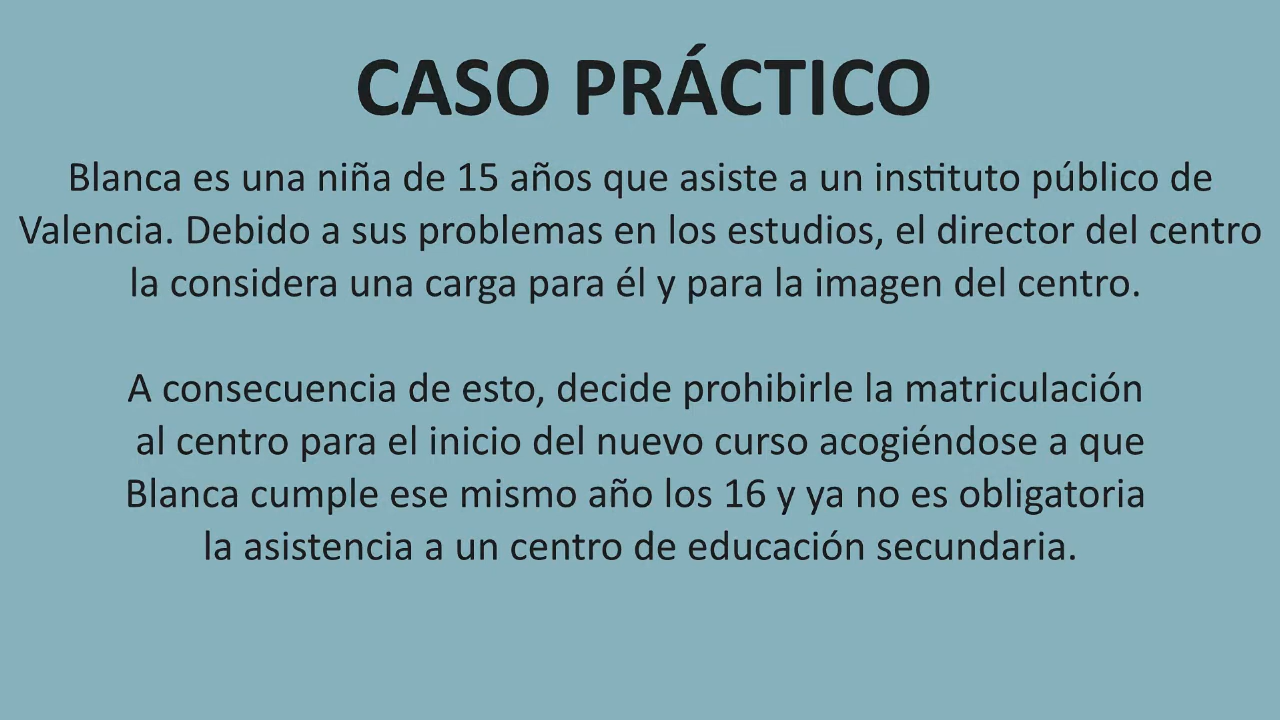 CASO PRÁCTICO
Blanca es una niña de 15 años que asiste a un instituto público de
Valencia. Debido a sus problemas en los estudios, el director del centro
la considera una carga para él y para la imagen del centro.
A consecuencia de esto, decide prohibirle la matriculación
al centro para el inicio del nuevo curso acogiéndose a que
Blanca cumple ese mismo año los 16 y ya no es obligatoria
la asistencia a un centro de educación secundaria.